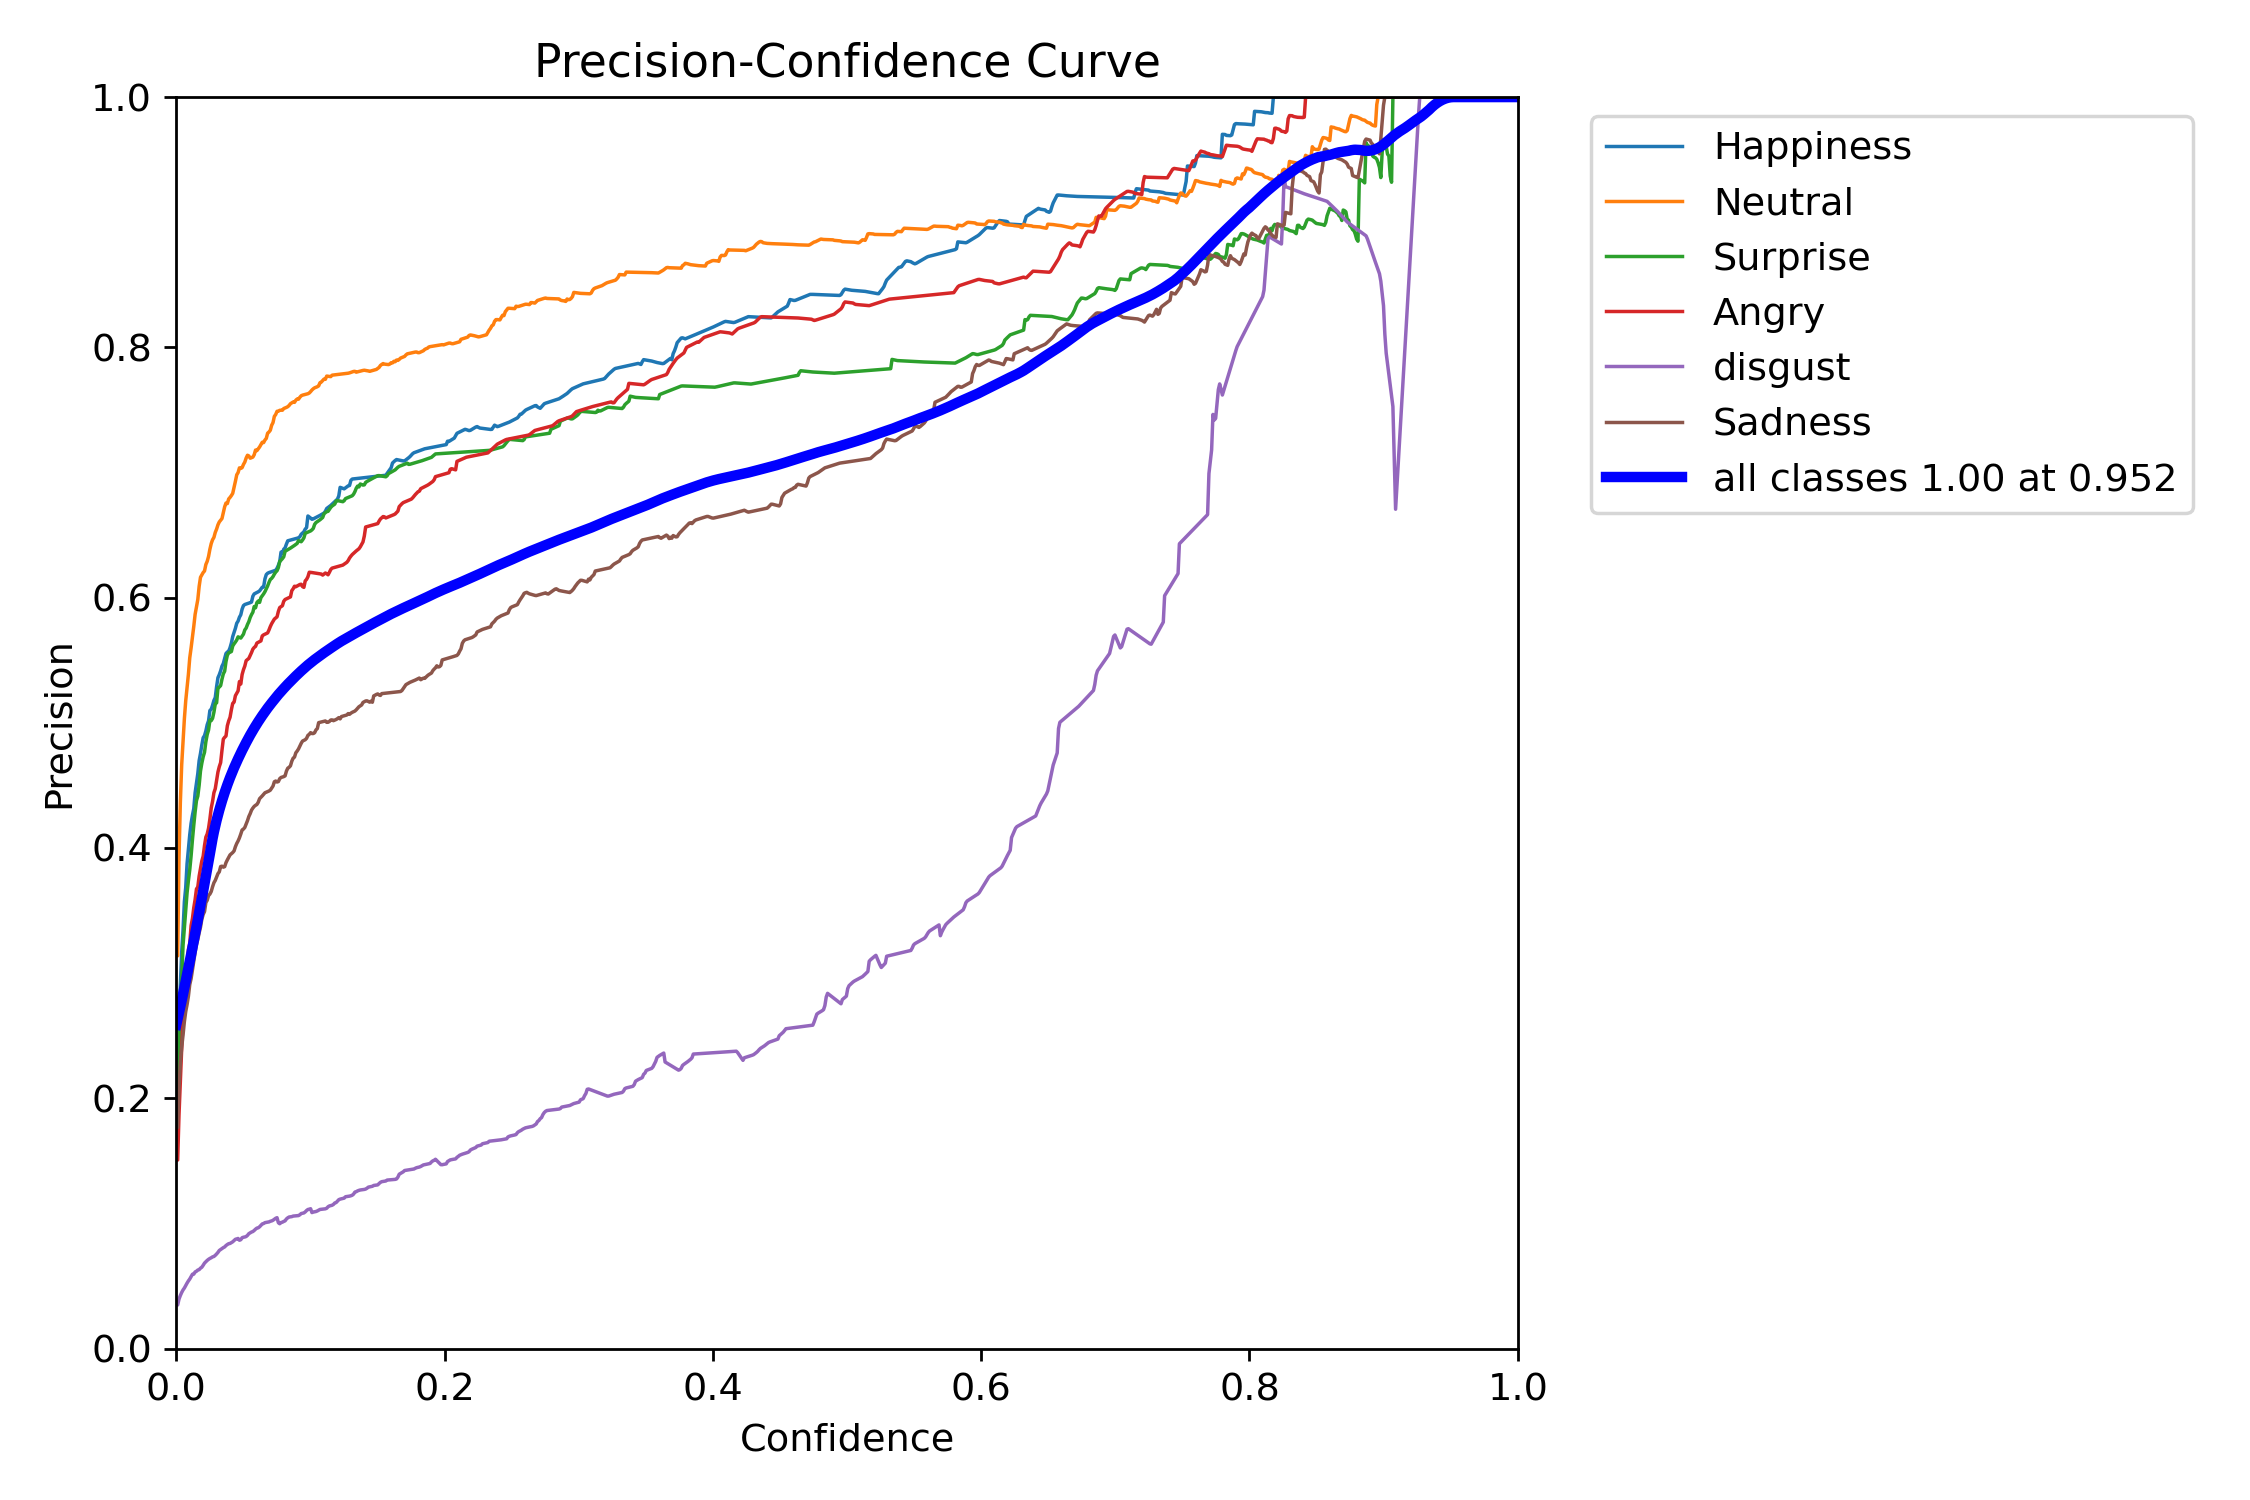 Precision-Confidence Curve
1.0
0.8
0.6
0.4
0.2
0.0
Precision
0.0 0.2 0.4 0.6 0.8 1.0
Confidence
Happiness
Neutral
Surprise
Angry
disgust
Sadness
all classes 1.00 at 0.952